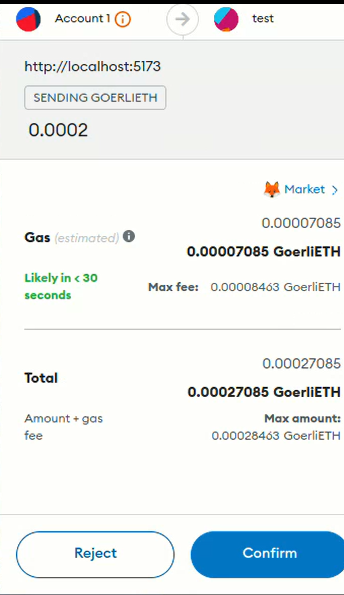 Account 1 test
http://localhost:5173
SENDING GOERLIETH
0.0002
Market
0.00007085
Gas (estimated) 0.00007085 GoerliETH
Likely in < 30
seconds
Max fee: 0.00008463 GoerliETH
0.00027085
Total 0.00027085 GoerliETH
Amount + gas
fee
Max amount:
0.00028463 GoerliETH
Reject Confirm